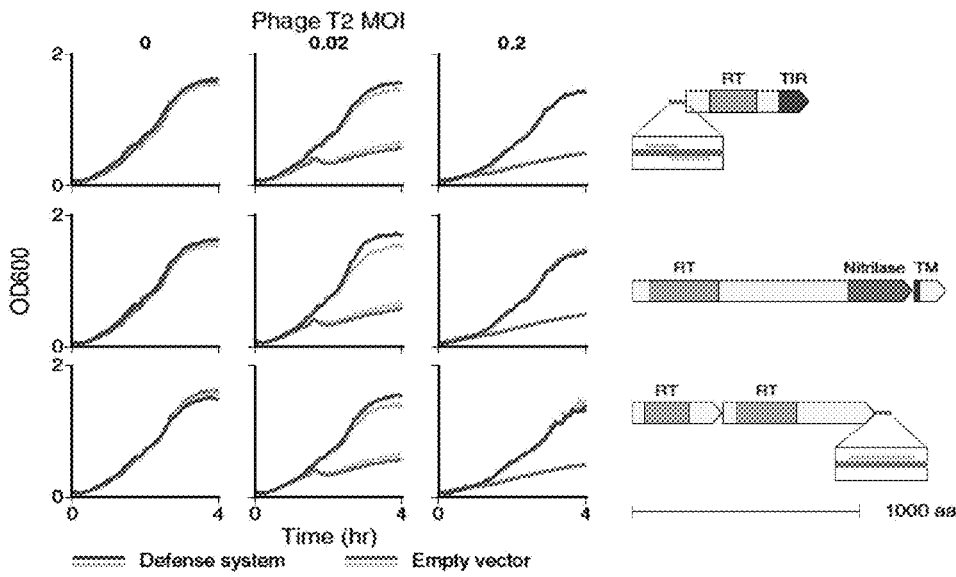 Phage T2 MOI
0 0.02 0.2
2
0
RT TIR
2
0
RT Nitrilase TM
2
0
RT RT
OD600
0 4 0 4 0 4
Time (hr)
1000 aa
Defense system Empty vector